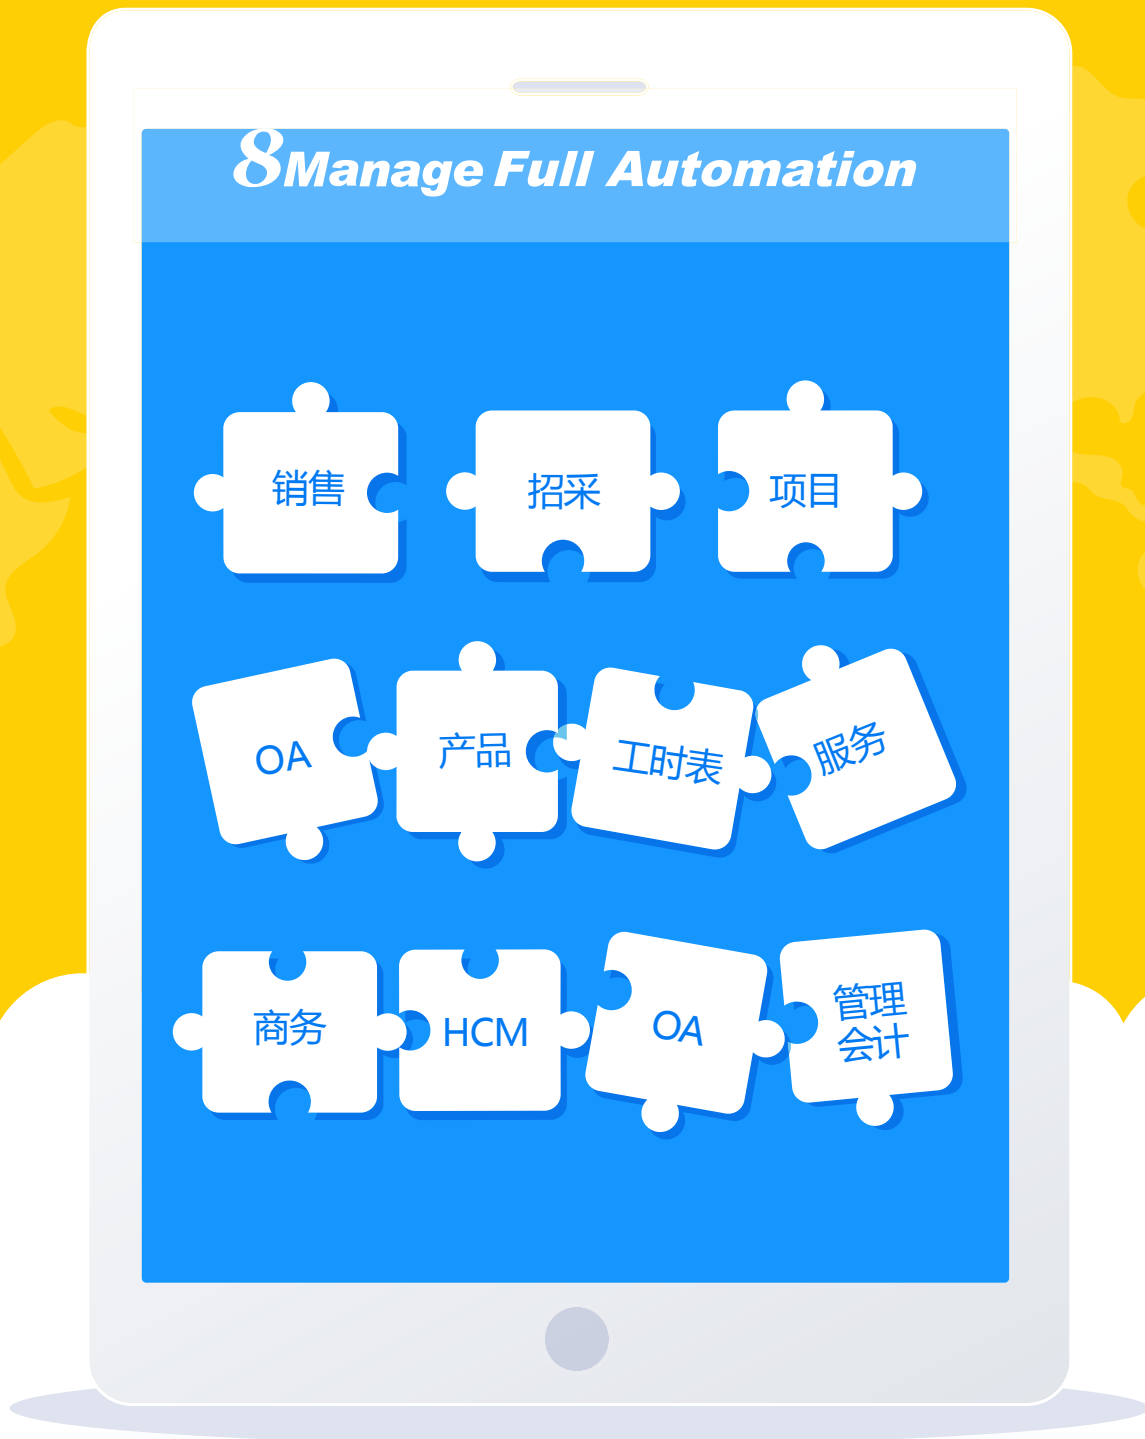 8Manage Full Automation
销售
招采
项目
OA
产品
工时表
服务
商务
HCM
OA
管理
会计